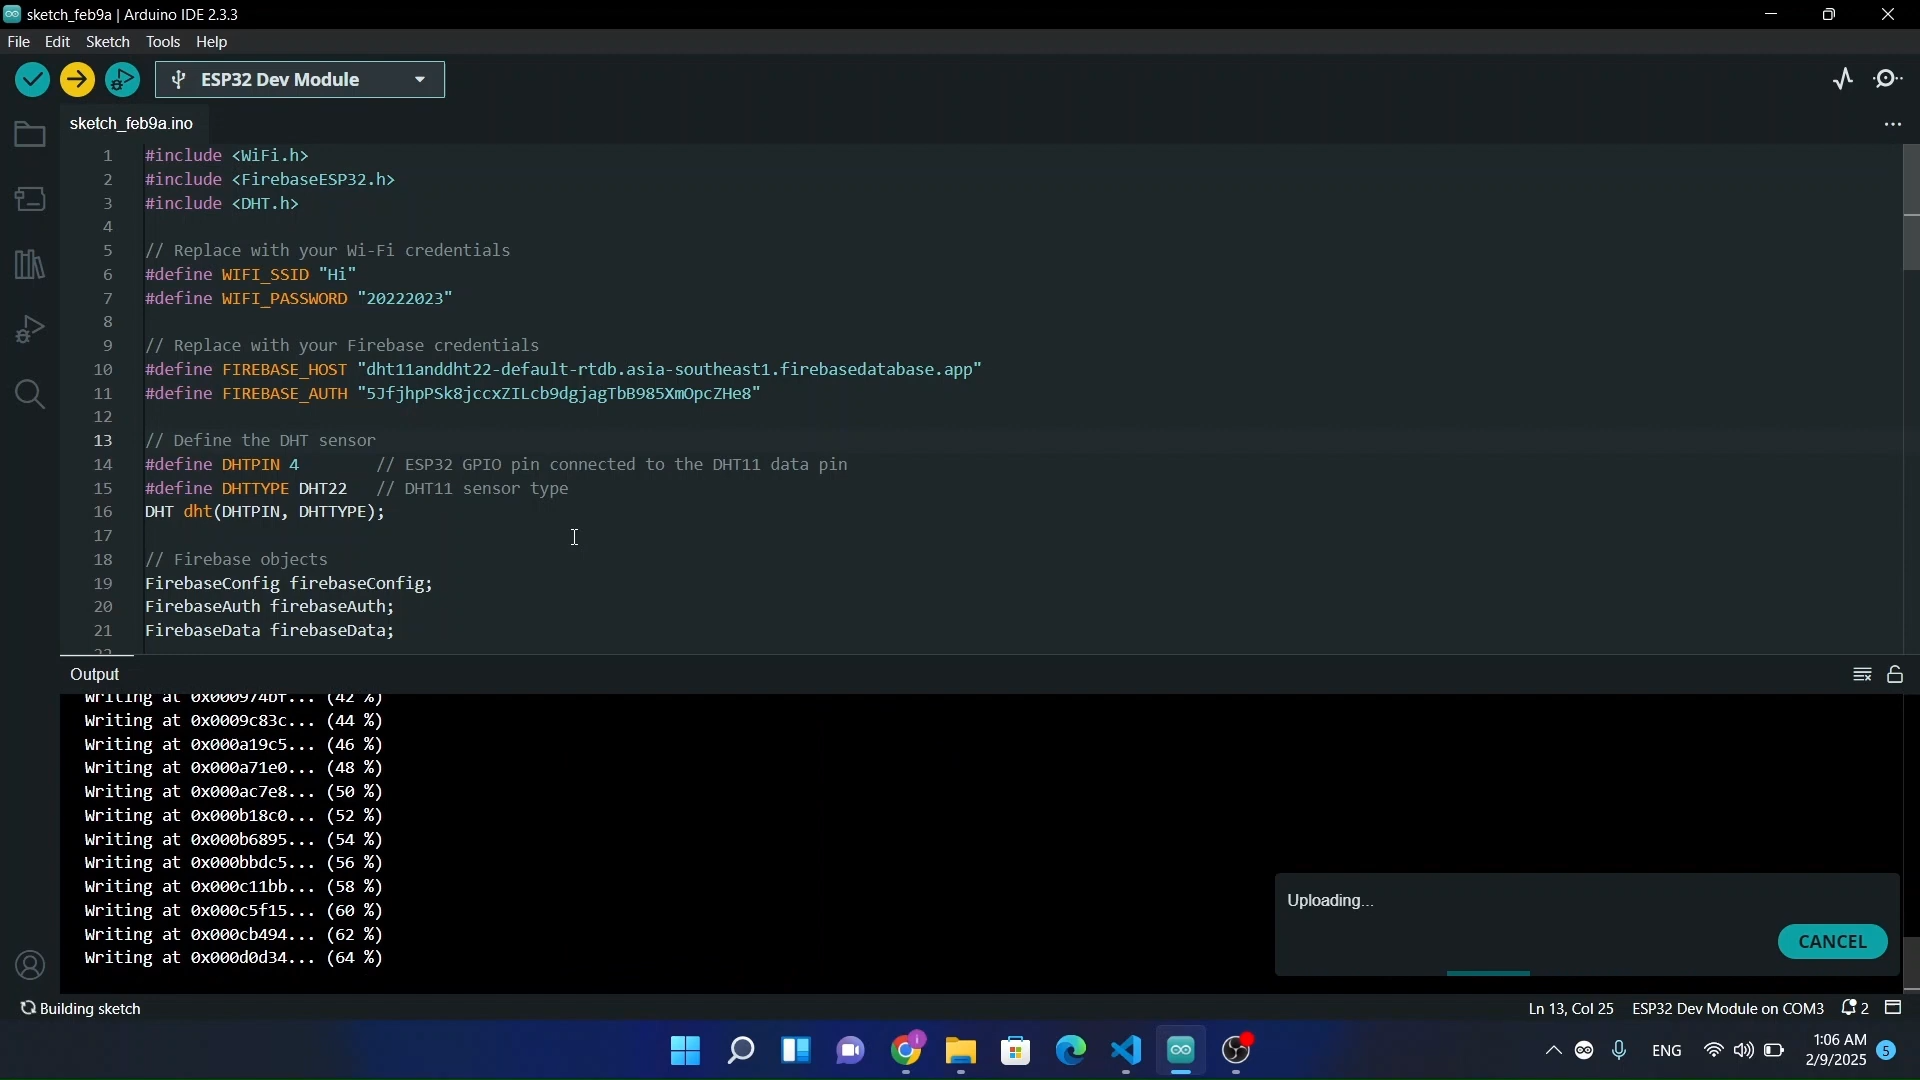 sketch_feb9a | Arduino IDE 2.3.3
File Edit Sketch Tools Help
ESP32 Dev Module
sketch_feb9a.ino
1 #include <WiFi.h>
2 #include <FirebaseESP32.h>
3 #include <DHT.h>
4
5 // Replace with your Wi-Fi credentials
6 #define WIFI_SSID "Hi"
7 #define WIFI_PASSWORD "20222023"
8
9 // Replace with your Firebase credentials
10 #define FIREBASE_HOST "dht11anddht22-default-rtdb.asia-southeast1.firebasedatabase.app"
11 #define FIREBASE_AUTH "5JfjhpPSk8jccxZILcb9dgjagTbB985XmOpcZHe8"
12
13 // Define the DHT sensor
14 #define DHTPIN 4 // ESP32 GPIO pin connected to the DHT11 data pin
15 #define DHTTYPE DHT22 // DHT11 sensor type
16 DHT dht(DHTPIN, DHTTYPE);
17
18 // Firebase objects
19 FirebaseConfig firebaseConfig;
20 FirebaseAuth firebaseAuth;
21 FirebaseData firebaseData;
22
Output
Writing at 0x000974bf... (42 %)
Writing at 0x0009c83c... (44 %)
Writing at 0x000a19c5... (46 %)
Writing at 0x000a71e0... (48 %)
Writing at 0x000ac7e8... (50 %)
Writing at 0x000b18c0... (52 %)
Writing at 0x000b6895... (54 %)
Writing at 0x000bbdc5... (56 %)
Writing at 0x000c11bb... (58 %)
Writing at 0x000c5f15... (60 %)
Writing at 0x000cb494... (62 %)
Writing at 0x000d0d34... (64 %)
Uploading...
CANCEL
Building sketch
Ln 13, Col 25 ESP32 Dev Module on COM3 2
ENG
1:06 AM
2/9/2025
5